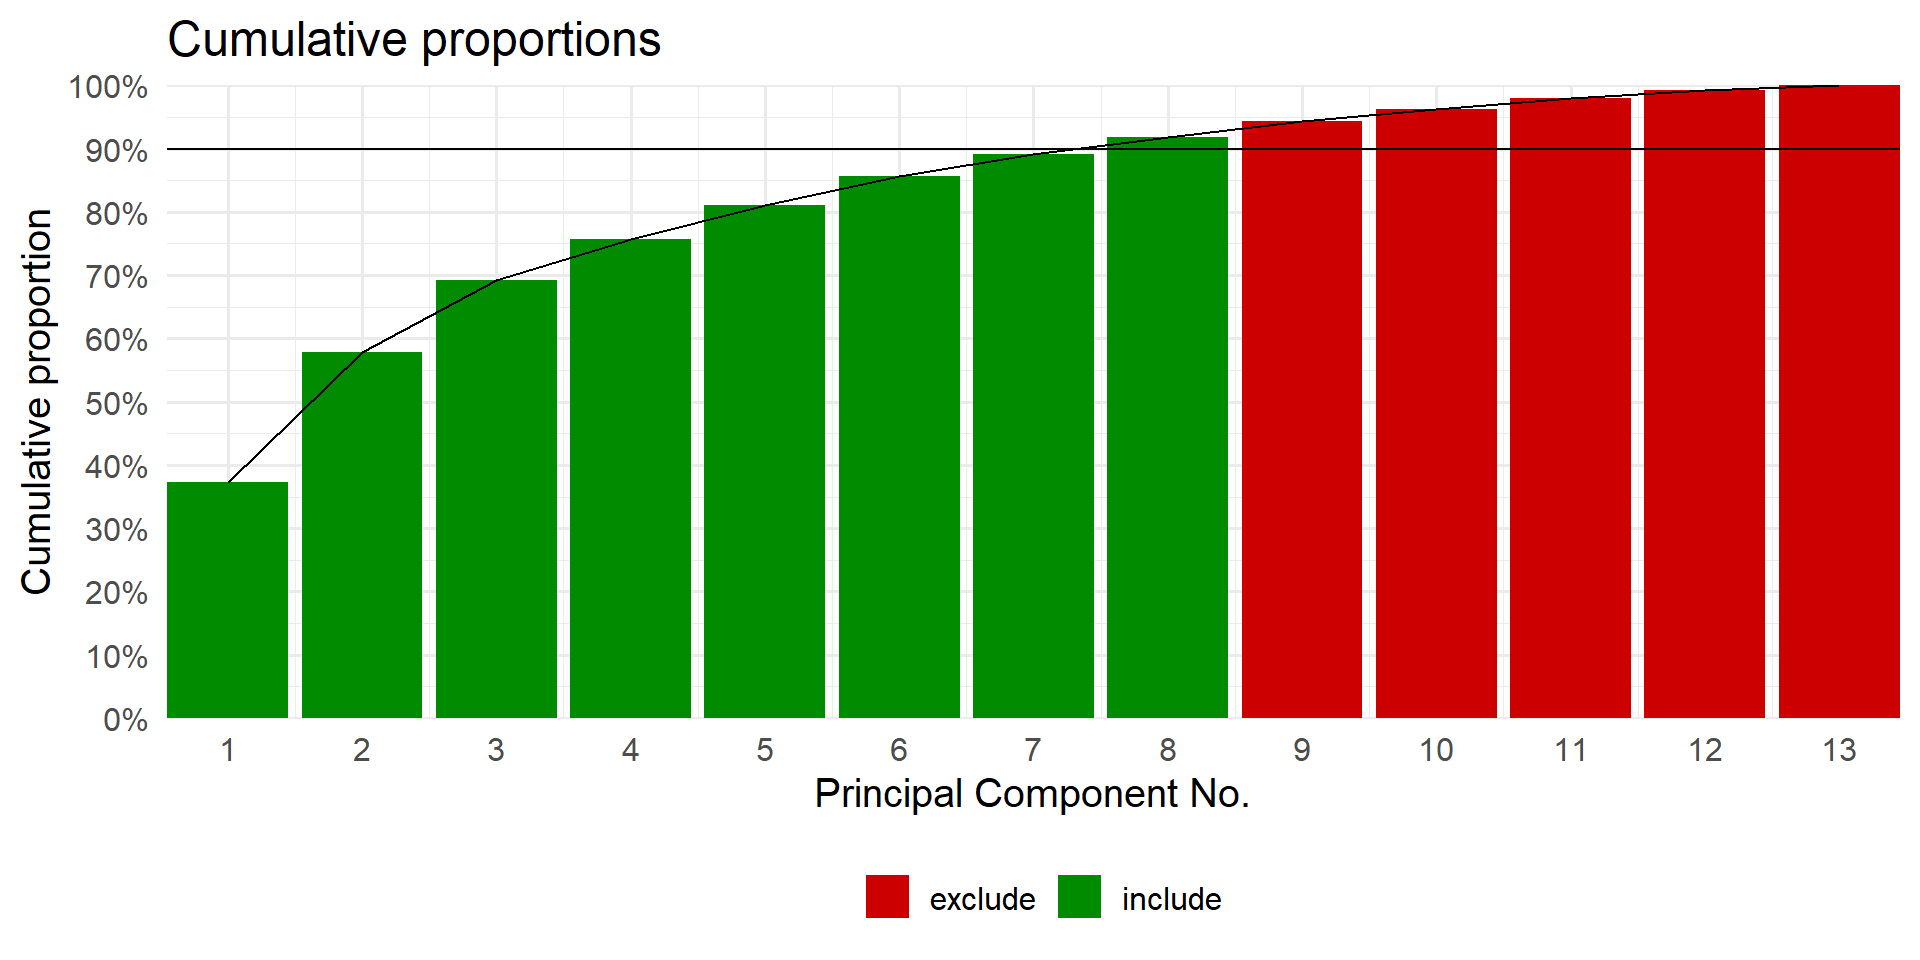 Cumulative proportions
Cumulative proportion
100%
90%
80%
70%
60%
50%
40%
30%
20%
10%
0%
1 2 3 4 5 6 7 8 9 10 11 12 13
Principal Component No.
exclude include